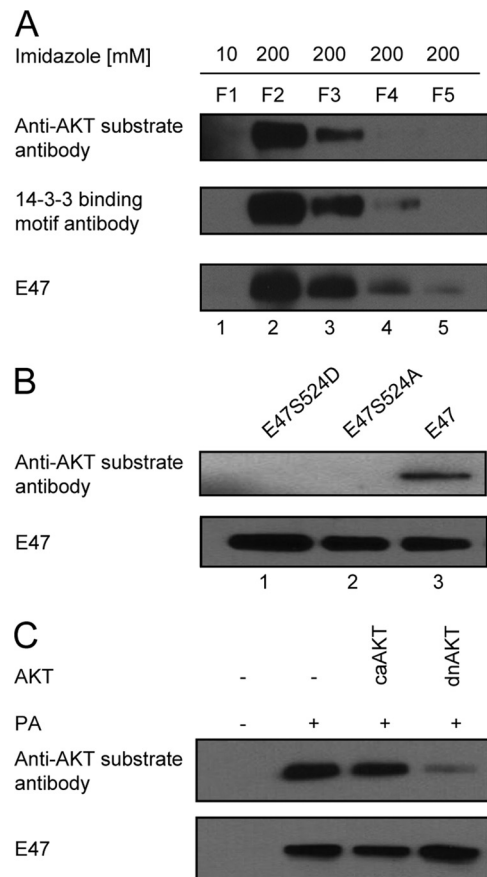 A
Imidazole [mM] 10 200 200 200 200
F1 F2 F3 F4 F5
Anti-AKT substrate
antibody
14-3-3 binding
motif antibody
E47
1 2 3 4 5
B
E47S524D E47S524A E47
Anti-AKT substrate
antibody
E47
1 2 3
C
AKT - - caAKT dnAKT
PA - + + +
Anti-AKT substrate
antibody
E47